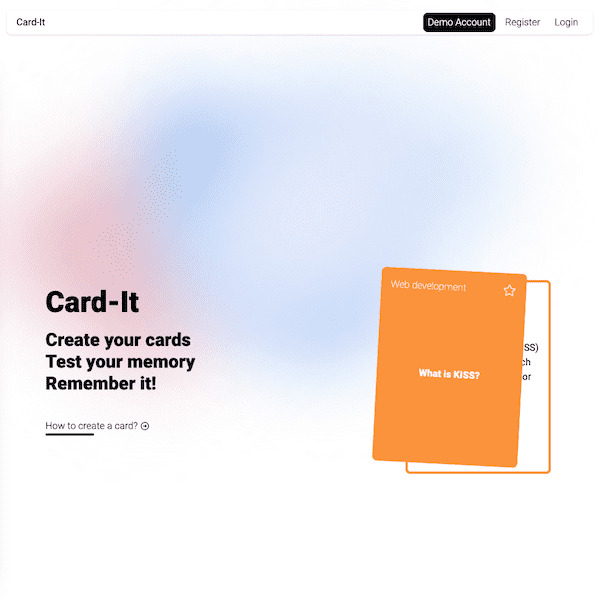 Card-It
Demo Account
Register
Login
Card-It
Create your cards
Test your memory
Remember it!
How to create a card?
Web development
What is KISS?
SS)
ch
or